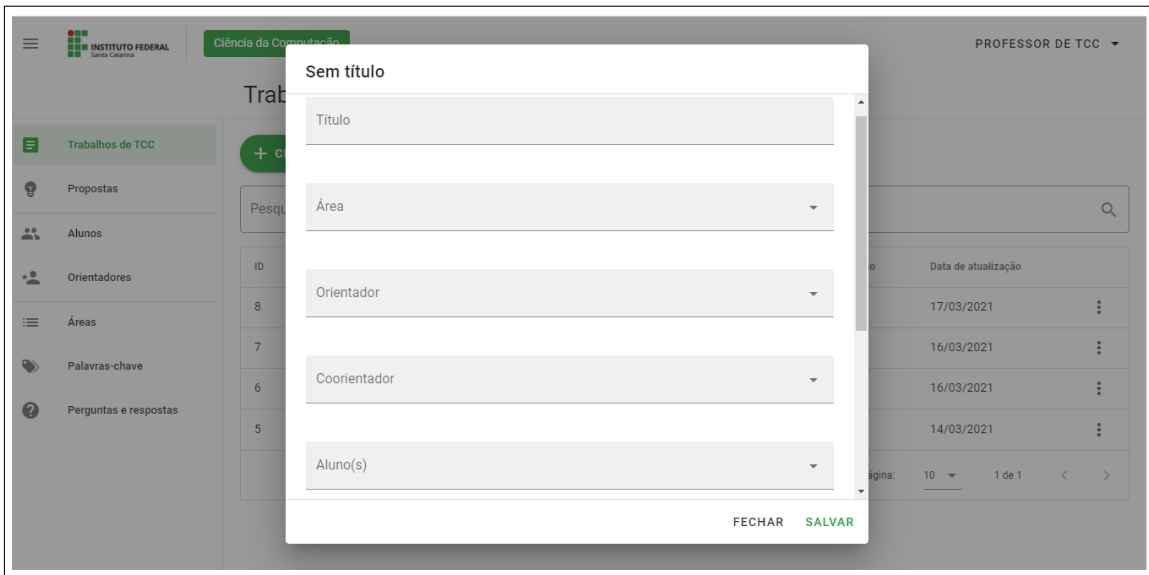 INSTITUTO FEDERAL
Santa Catarina
Ciência da Computação
PROFESSOR DE TCC
Trab
Trabalhos de TCC
Propostas
Alunos
Orientadores
Áreas
Palavras-chave
Perguntas e respostas
Sem título
Título
Área
Orientador
Coorientador
Aluno(s)
FECHAR SALVAR
+ C
Pesqu
ID o Data de atualização
8 17/03/2021
7 16/03/2021
6 16/03/2021
5 14/03/2021
ágina: 10 1 de 1 < >